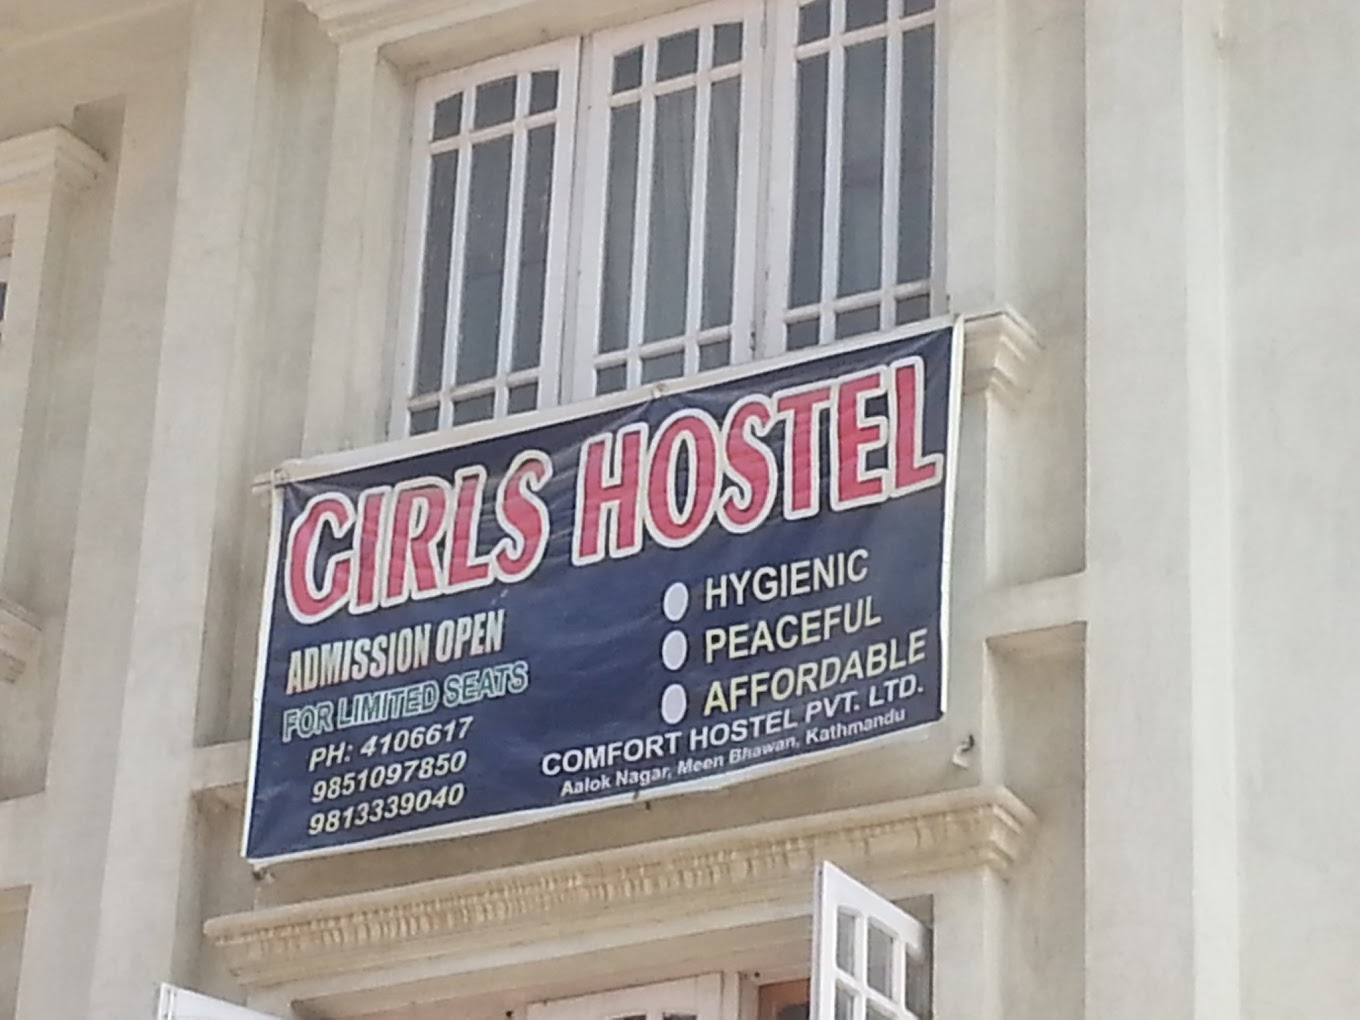 GIRLS HOSTEL
ADMISSION OPEN
FOR LIMITED SEATS
PH: 4106617
9851097850
9813339040
HYGIENIC
PEACEFUL
AFFORDABLE
COMFORT HOSTEL PVT. LTD.
Aalok Nagar, Meen Bhawan, Kathmandu